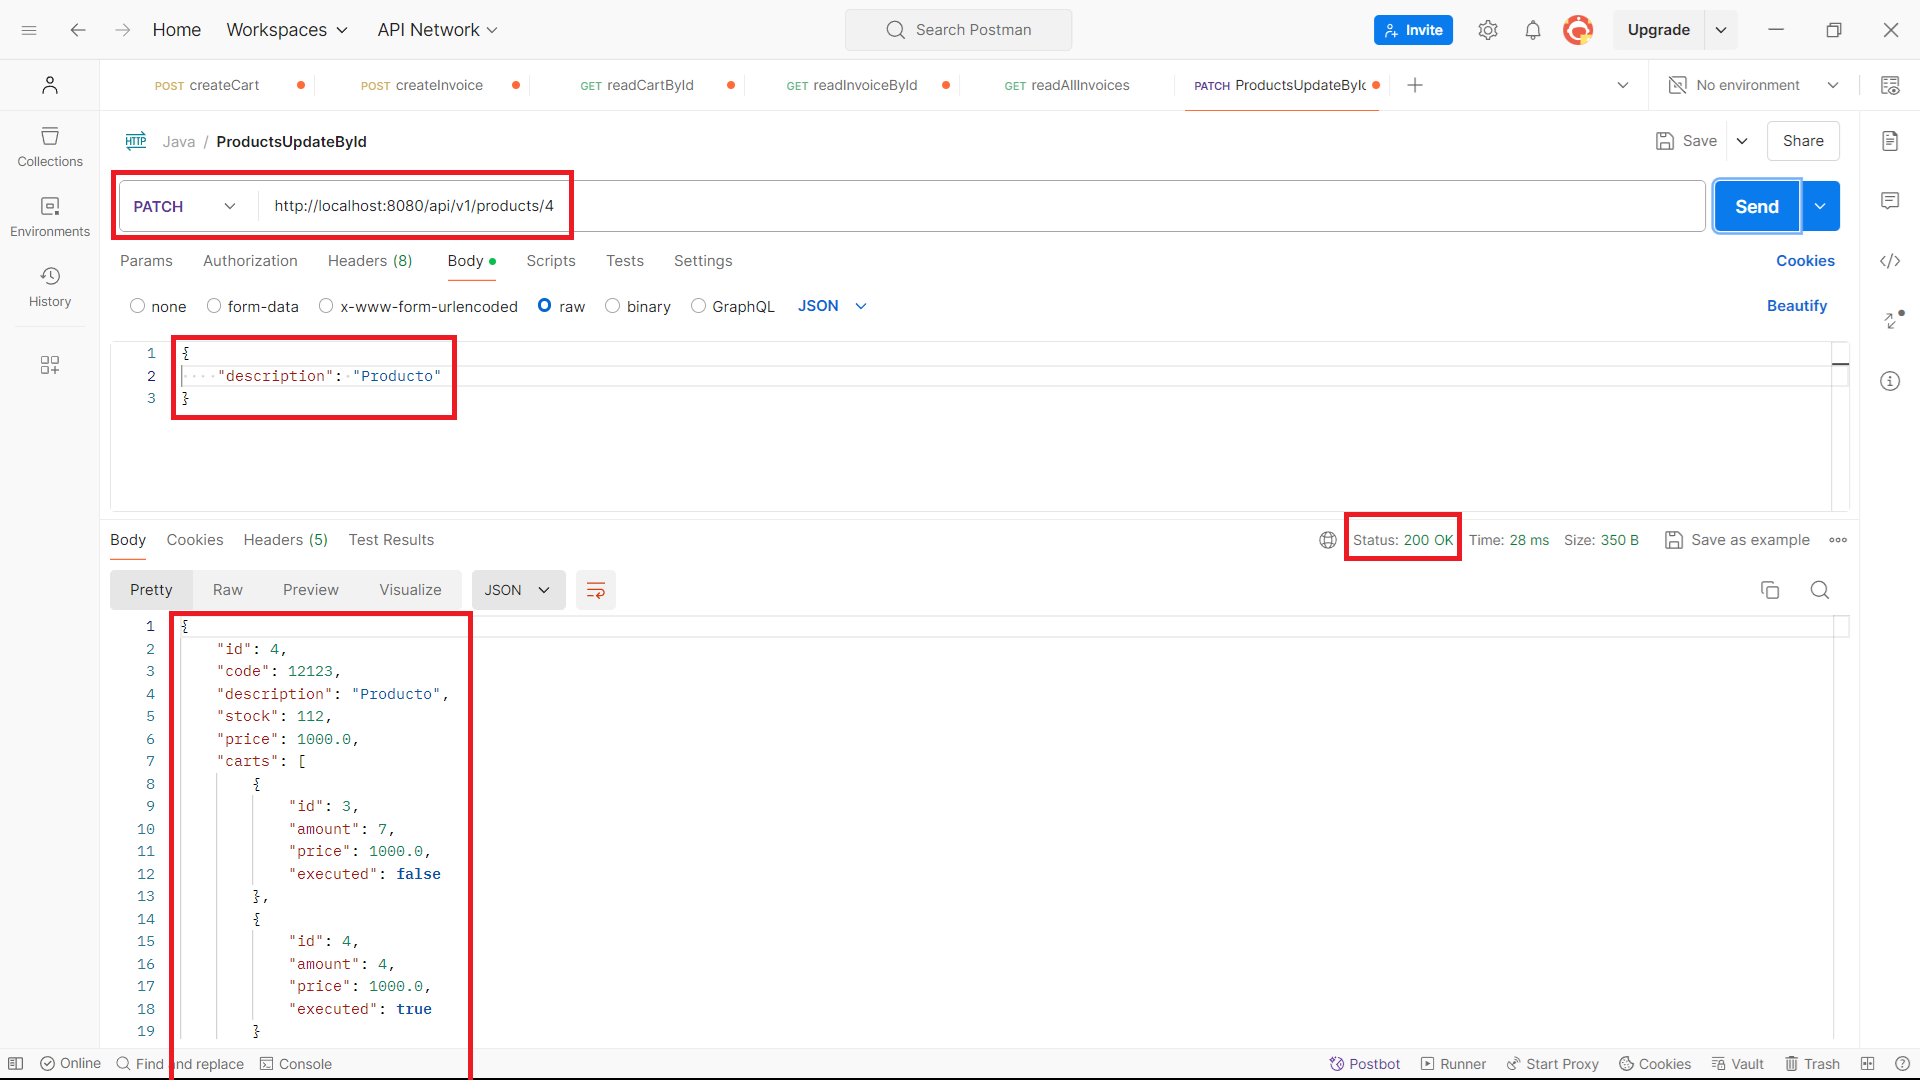 Home Workspaces API Network Search Postman Invite Upgrade
POST createCart POST createInvoice GET readCartById GET readInvoiceById GET readAllInvoices PATCH ProductsUpdateById No environment
HTTP Java / ProductsUpdateById Save Share
Collections
Environments
History
PATCH http://localhost:8080/api/v1/products/4 Send
Params Authorization Headers (8) Body Scripts Tests Settings Cookies
none form-data x-www-form-urlencoded raw binary GraphQL JSON Beautify
1 {
2 "description": "Producto"
3 }
Body Cookies Headers (5) Test Results Status: 200 OK Time: 28 ms Size: 350 B Save as example
Pretty Raw Preview Visualize JSON
1 {
2 "id": 4,
3 "code": 12123,
4 "description": "Producto",
5 "stock": 112,
6 "price": 1000.0,
7 "carts": [
8 {
9 "id": 3,
10 "amount": 7,
11 "price": 1000.0,
12 "executed": false
13 },
14 {
15 "id": 4,
16 "amount": 4,
17 "price": 1000.0,
18 "executed": true
19 }
Online Find and replace Console Postbot Runner Start Proxy Cookies Vault Trash